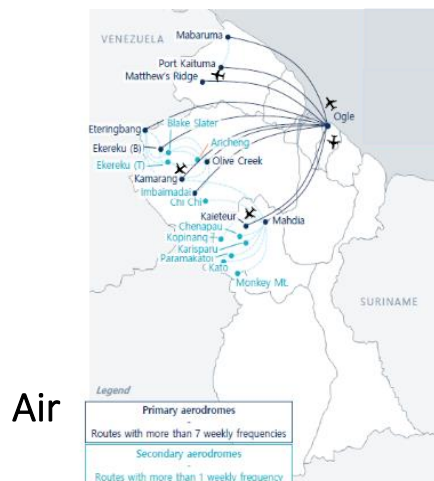 VENEZUELA
Mabaruma
Port Kaituma
Matthew's Ridge
Ogle
Eteringbang
Blake Slater
Ekereku (B)
Aricheng
Ekereku (T)
Olive Creek
Kamarang
Imbaimadai
Chi Chi
Kaieteur
Mahdia
Chenapau
Kopinang
Karisparu
Paramakatoi
Kato
Monkey Mt.
SURINAME
Legend
Air
Primary aerodromes
-
Routes with more than 7 weekly frequencies
Secondary aerodromes
-
Routes with more than 1 weekly frequency